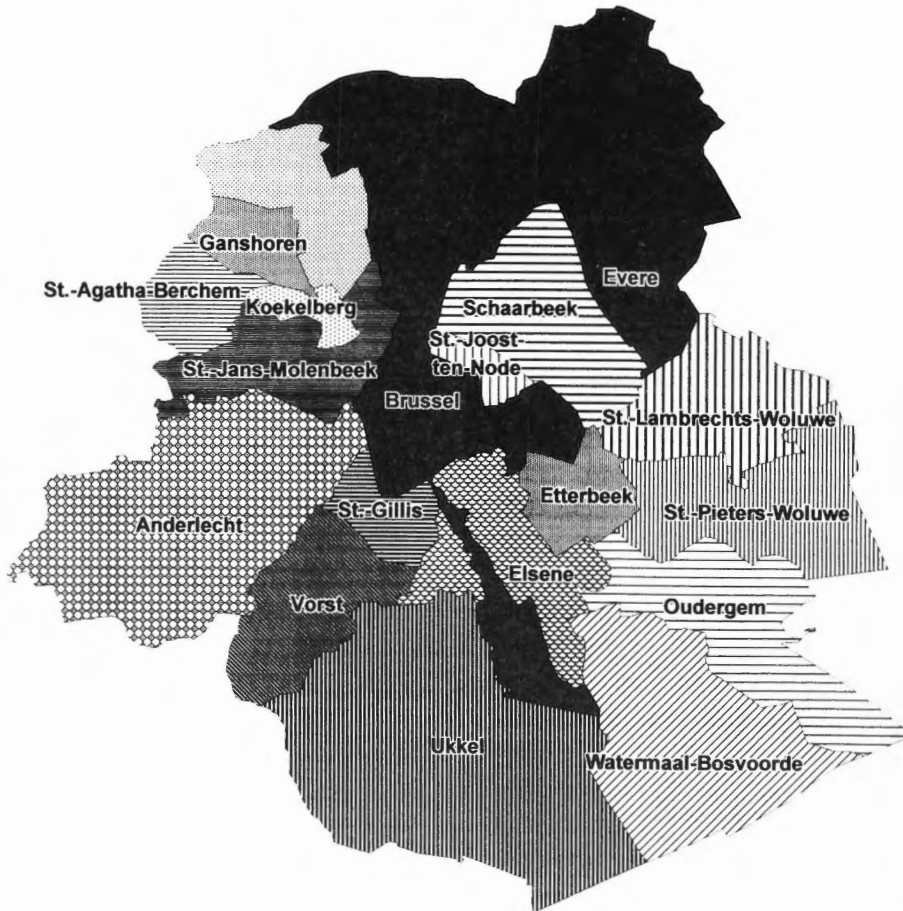 Ganshoren
Evere
St.-Agatha-Berchem
Koekelberg
Schaarbeek
St.-Joost-
ten-Node
St.-Jans-Molenbeek
Brussel
St.-Lambrechts-Woluwe
Etterbeek
St.-Gillis
St.-Pieters-Woluwe
Anderlecht
Elsene
Vorst
Oudergem
Ukkel
Watermaal-Bosvoorde